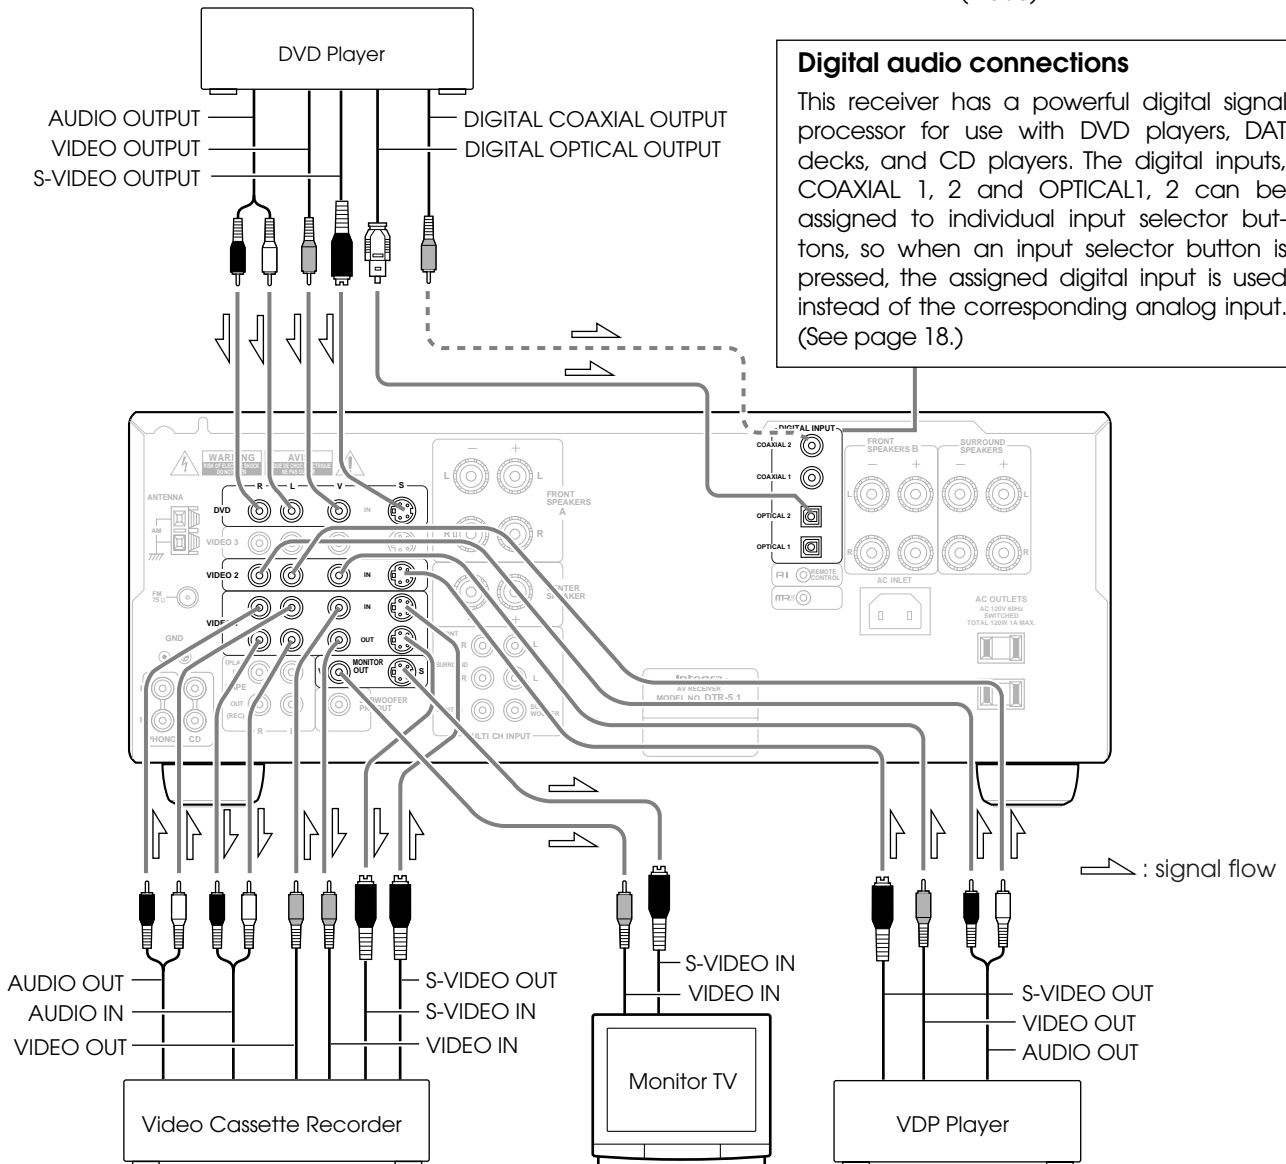 DVD Player
AUDIO OUTPUT
VIDEO OUTPUT
S-VIDEO OUTPUT
DIGITAL COAXIAL OUTPUT
DIGITAL OPTICAL OUTPUT
Digital audio connections
This receiver has a powerful digital signal
processor for use with DVD players, DAT
decks, and CD players. The digital inputs,
COAXIAL 1, 2 and OPTICAL1, 2 can be
assigned to individual input selector but-
tons, so when an input selector button is
pressed, the assigned digital input is used
instead of the corresponding analog input.
(See page 18.)
WARNING
AVIS
ANTENNA
AM
FM
75 Ω
GND
R L V S
DVD
IN
VIDEO 3
VIDEO 2
IN
IN
OUT
MONITOR
OUT
S
OUT
(REC)
R L
CD
L
L
FRONT
SPEAKERS
A
R
R
R L
R L
MULTI CH INPUT
DIGITAL INPUT
COAXIAL 2
COAXIAL 1
OPTICAL 2
OPTICAL 1
RI
REMOTE
CONTROL
FRONT
SPEAKERS B
SURROUND
SPEAKERS
L
L
R
R
AC INLET
AC OUTLETS
AC 120V 60Hz
SWITCHED
TOTAL 120W 1A MAX.
Integra
AV RECEIVER
MODEL NO. DTR-5.1
: signal flow
AUDIO OUT
AUDIO IN
VIDEO OUT
S-VIDEO OUT
S-VIDEO IN
VIDEO IN
Video Cassette Recorder
S-VIDEO IN
VIDEO IN
Monitor TV
S-VIDEO OUT
VIDEO OUT
AUDIO OUT
VDP Player